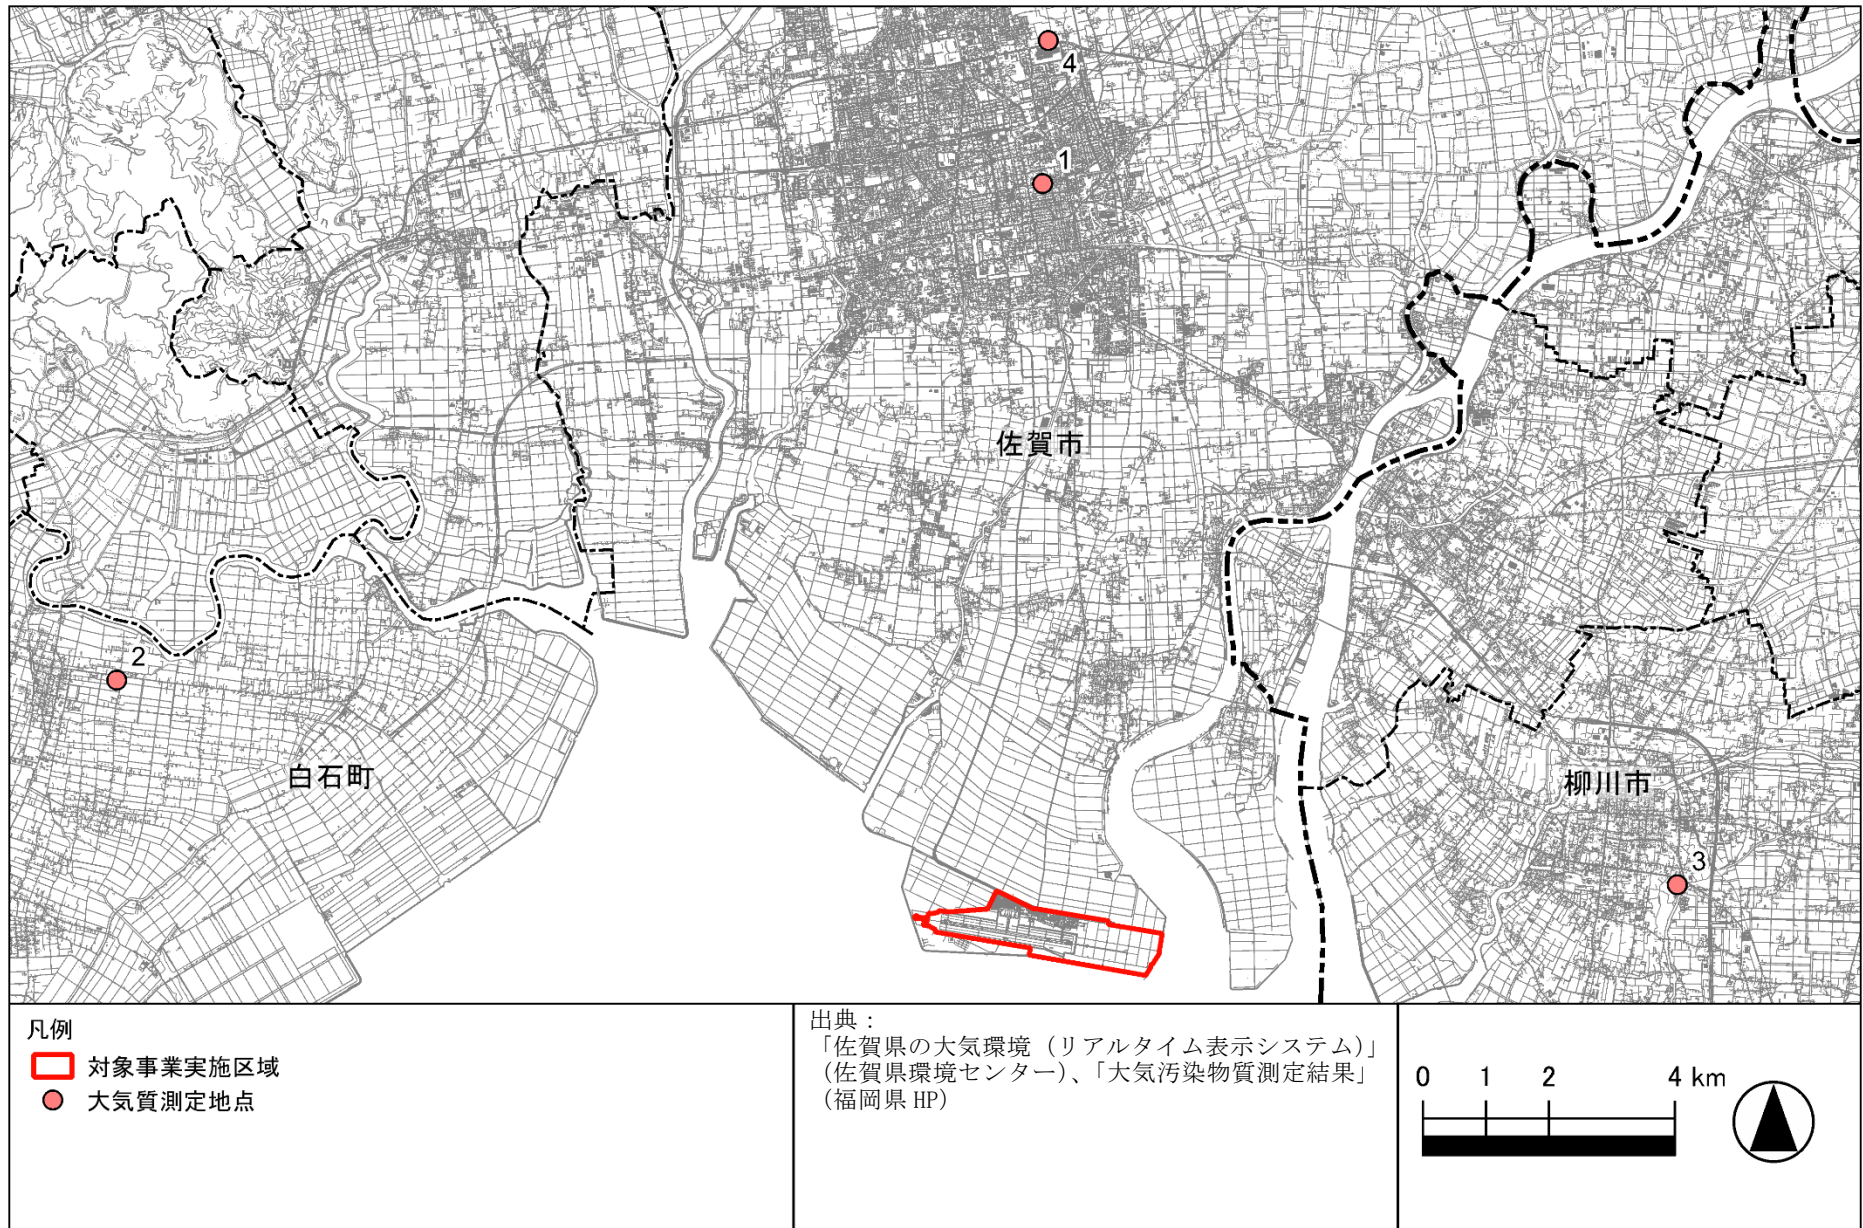 4
1
佐賀市
2
白石町
柳川市
3
凡例
対象事業実施区域
大気質測定地点
出典：
「佐賀県の大気環境（リアルタイム表示システム）」
（佐賀県環境センター）、「大気汚染物質測定結果」
（福岡県 HP）
0 1 2 4 km